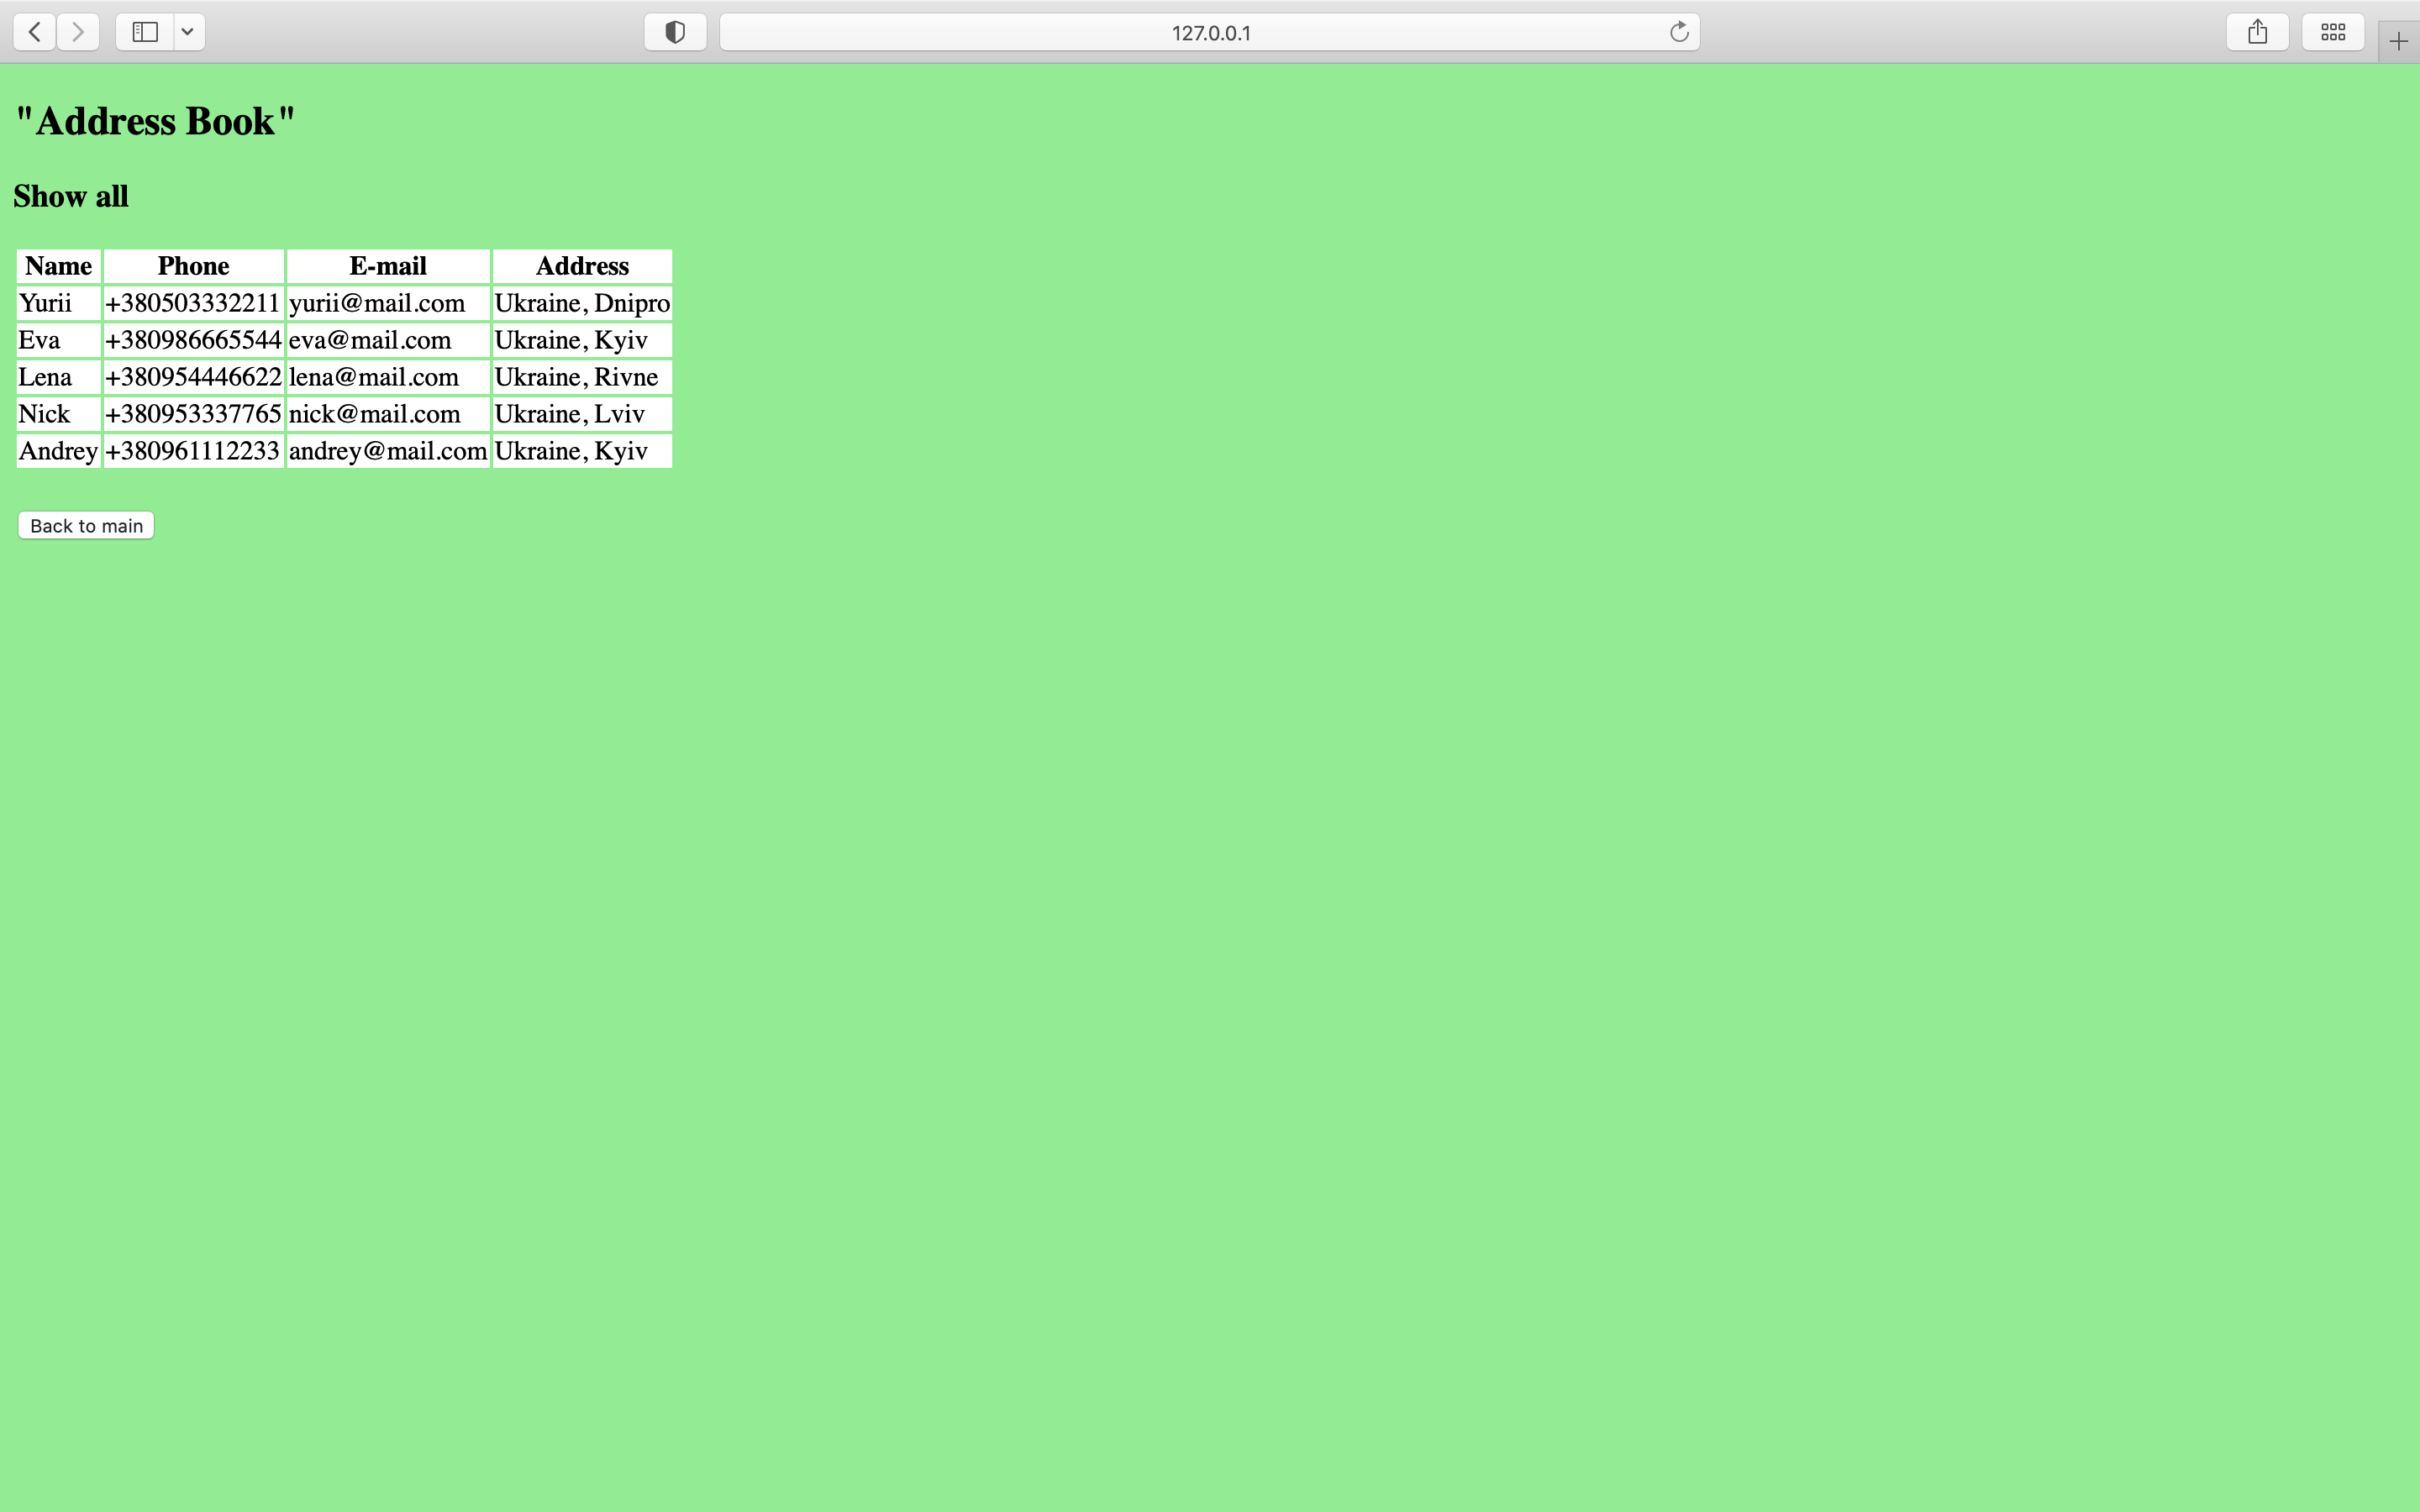 127.0.0.1
"Address Book"
Show all
Name Phone E-mail Address
Yurii +380503332211 yurii@mail.com Ukraine, Dnipro
Eva +380986665544 eva@mail.com Ukraine, Kyiv
Lena +380954446622 lena@mail.com Ukraine, Rivne
Nick +380953337765 nick@mail.com Ukraine, Lviv
Andrey +380961112233 andrey@mail.com Ukraine, Kyiv
Back to main